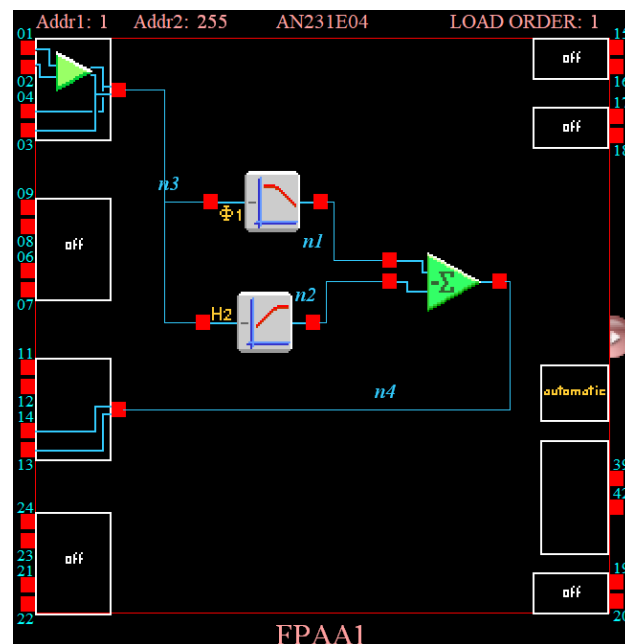 Addr1: 1 Addr2: 255 AN231E04 LOAD ORDER: 1
01
15
off
02
16
04
17
off
03
18
n3
09
Φ1
n1
08
off
06
-Σ
n2
07
H2
11
n4
automatic
12
14
13
39
42
24
off
23
21
19
off
22
20
FPAA1